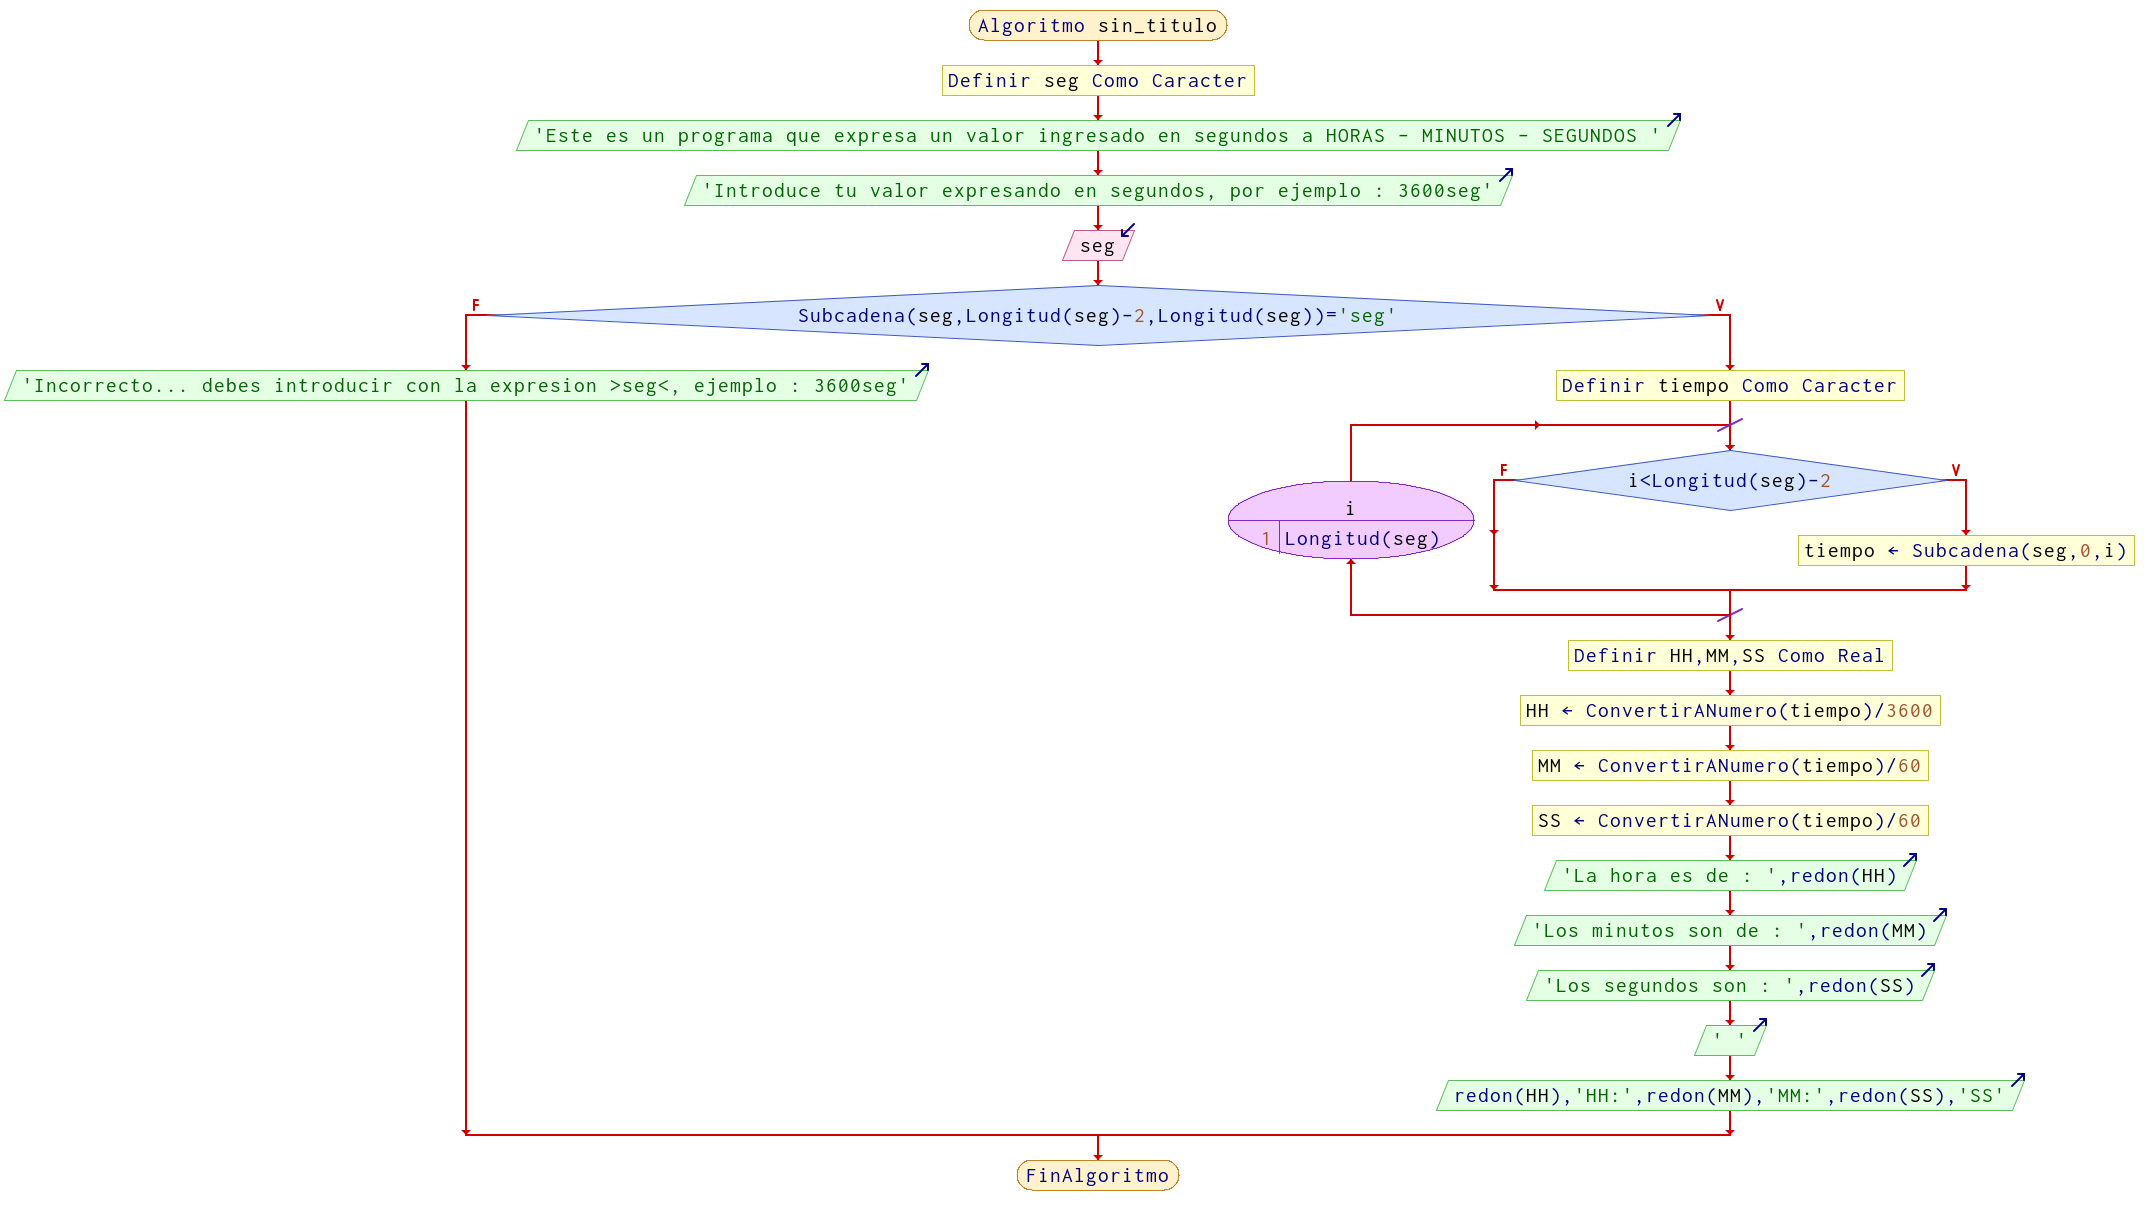 Algoritmo sin_titulo
Definir seg Como Caracter
'Este es un programa que expresa un valor ingresado en segundos a HORAS - MINUTOS - SEGUNDOS '
'Introduce tu valor expresando en segundos, por ejemplo : 3600seg'
seg
F
Subcadena(seg,Longitud(seg)-2,Longitud(seg))='seg'
V
'Incorrecto... debes introducir con la expresion >seg<, ejemplo : 3600seg'
Definir tiempo Como Caracter
F
i<Longitud(seg)-2
V
i
1 Longitud(seg)
tiempo ← Subcadena(seg,0,i)
Definir HH,MM,SS Como Real
HH ← ConvertirANumero(tiempo)/3600
MM ← ConvertirANumero(tiempo)/60
SS ← ConvertirANumero(tiempo)/60
'La hora es de : ',redon(HH)
'Los minutos son de : ',redon(MM)
'Los segundos son : ',redon(SS)
' '
redon(HH),'HH:',redon(MM),'MM:',redon(SS),'SS'
FinAlgoritmo